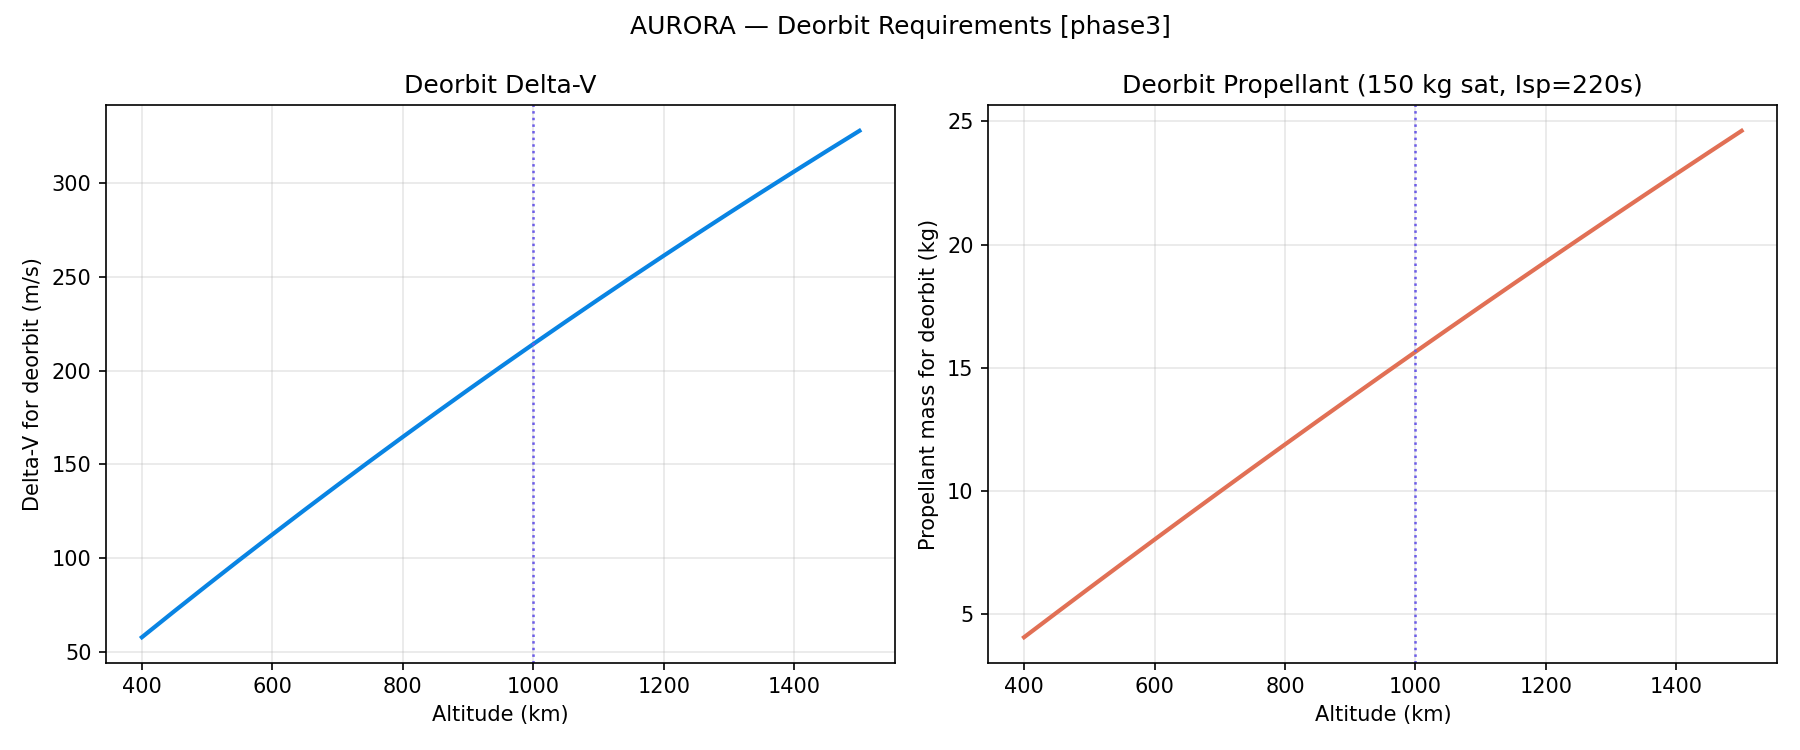 AURORA — Deorbit Requirements [phase3]
Deorbit Delta-V
Delta-V for deorbit (m/s)
300
250
200
150
100
50
400 600 800 1000 1200 1400
Altitude (km)
Deorbit Propellant (150 kg sat, Isp=220s)
Propellant mass for deorbit (kg)
25
20
15
10
5
400 600 800 1000 1200 1400
Altitude (km)